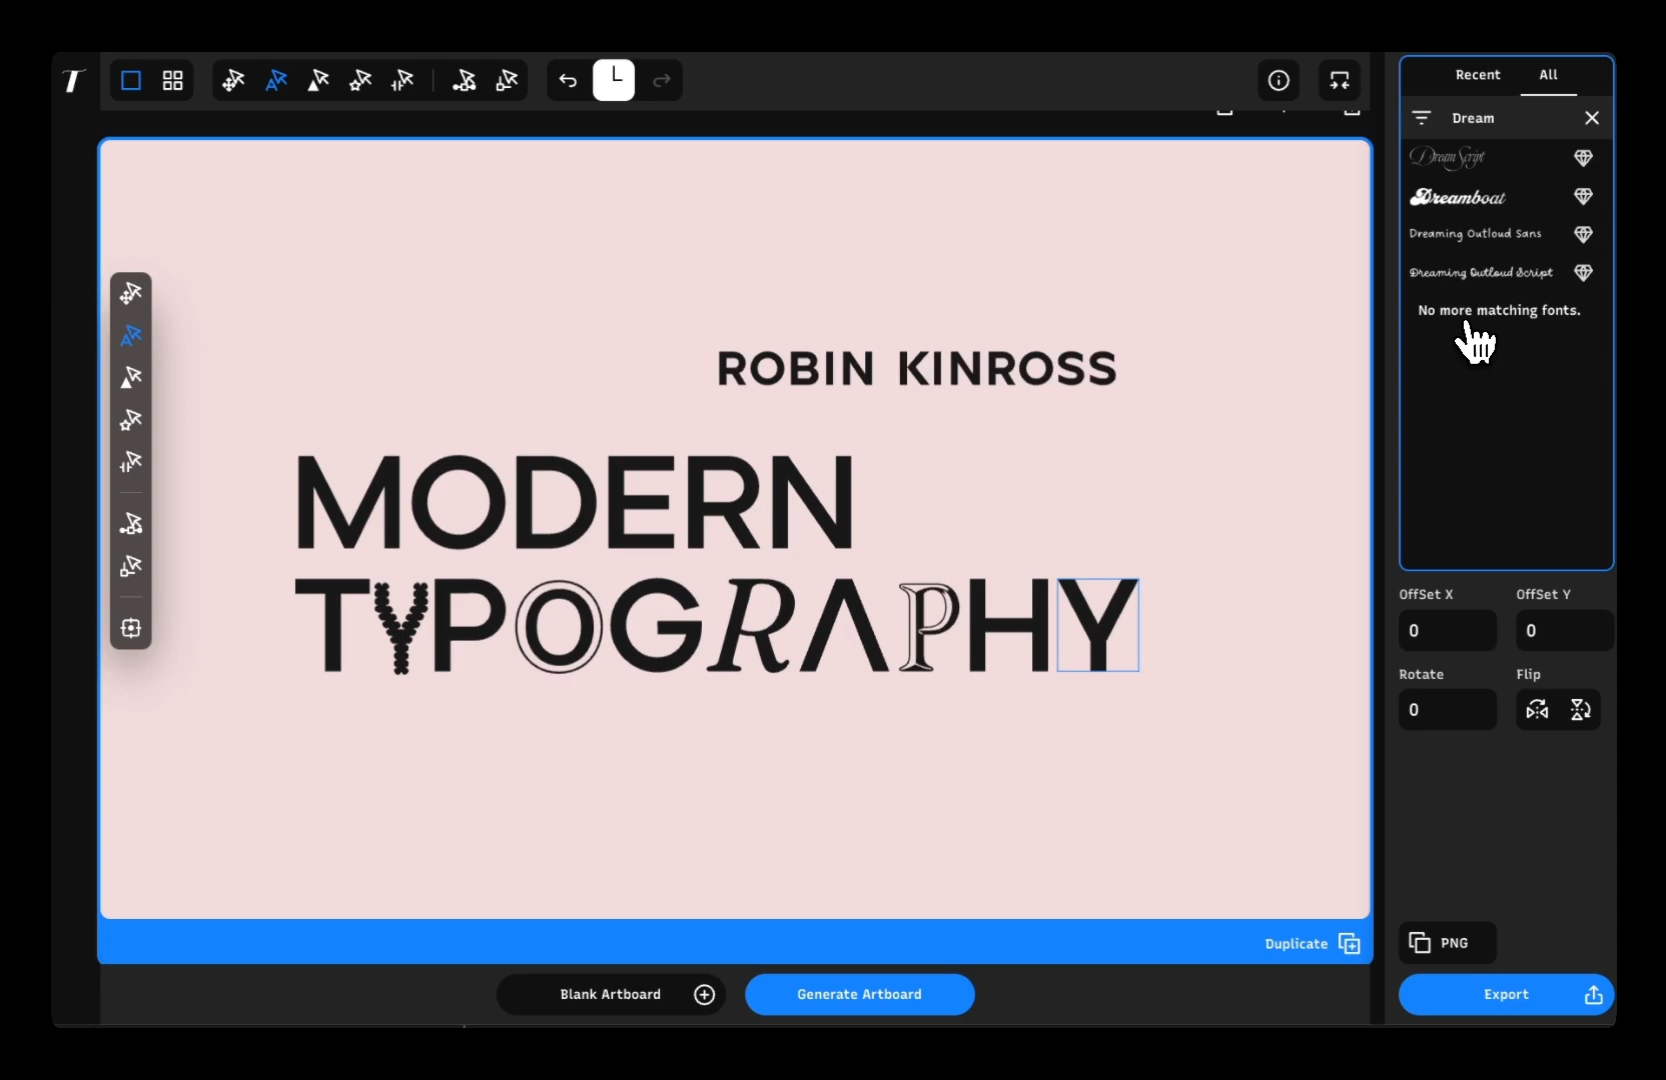 T
Recent All
Dream
Dream Script
Dreamboat
Dreaming Outloud Sans
Dreaming Outloud Script
No more matching fonts.
ROBIN KINROSS
MODERN
TYPOGRAPHY
OffSet X OffSet Y
0 0
Rotate Flip
0
Duplicate
PNG
Blank Artboard Generate Artboard Export